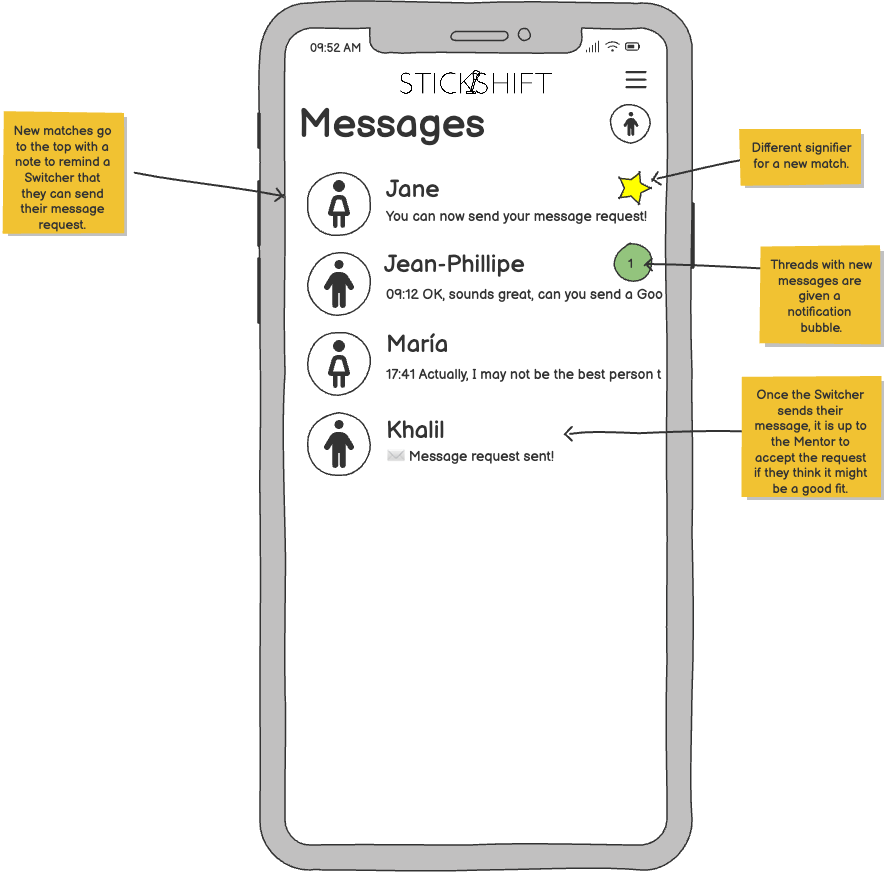 09:52 AM
STICKSHIFT
Messages
New matches go
to the top with a
note to remind a
Switcher that
they can send
their message
request.
Different signifier
for a new match.
Jane
You can now send your message request!
Jean-Phillipe
1
09:12 OK, sounds great, can you send a Goo
Threads with new
messages are
given a
notification
bubble.
María
17:41 Actually, I may not be the best person t
Khalil
Message request sent!
Once the Switcher
sends their
message, it is up to
the Mentor to
accept the request
if they think it might
be a good fit.